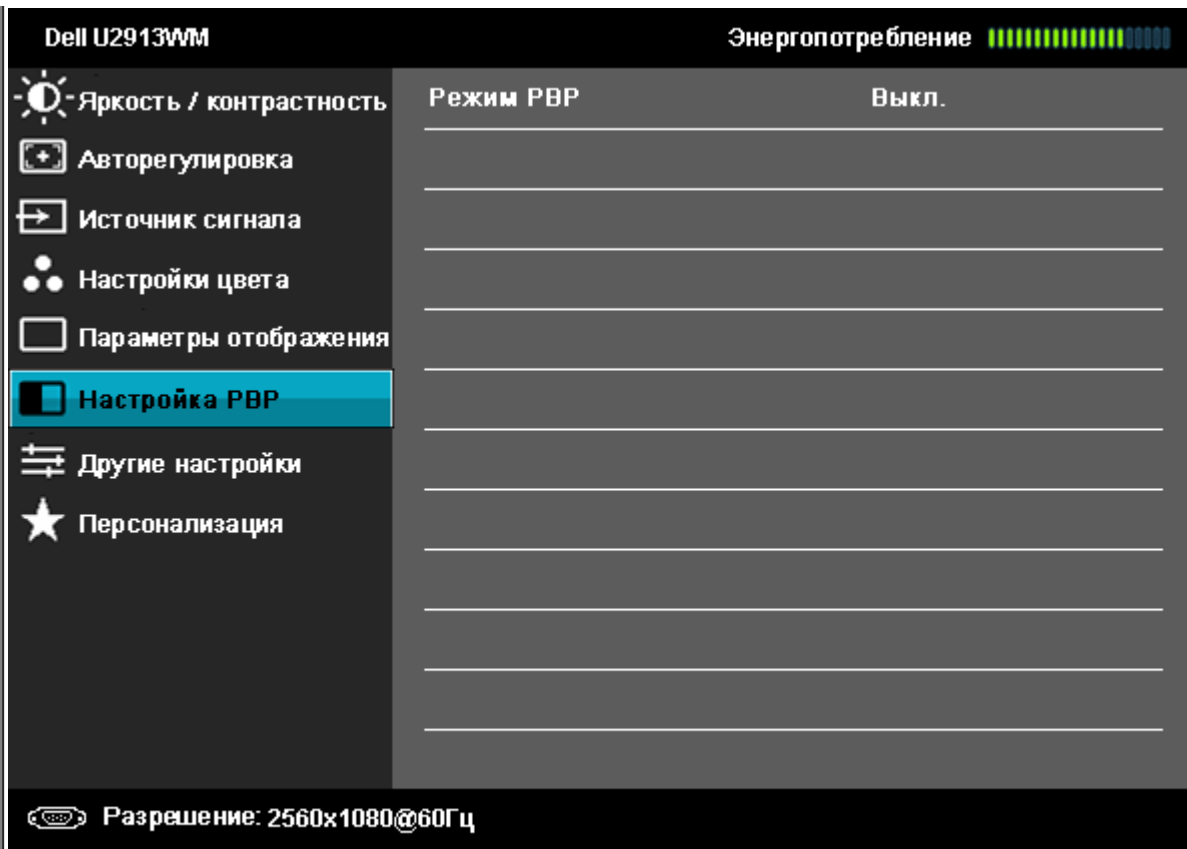 Dell U2913WM Энергопотребление
Яркость / контрастность Режим PBP Выкл.
Авторегулировка
Источник сигнала
Настройки цвета
Параметры отображения
Настройка PBP
Другие настройки
Персонализация
Разрешение: 2560x1080@60Гц